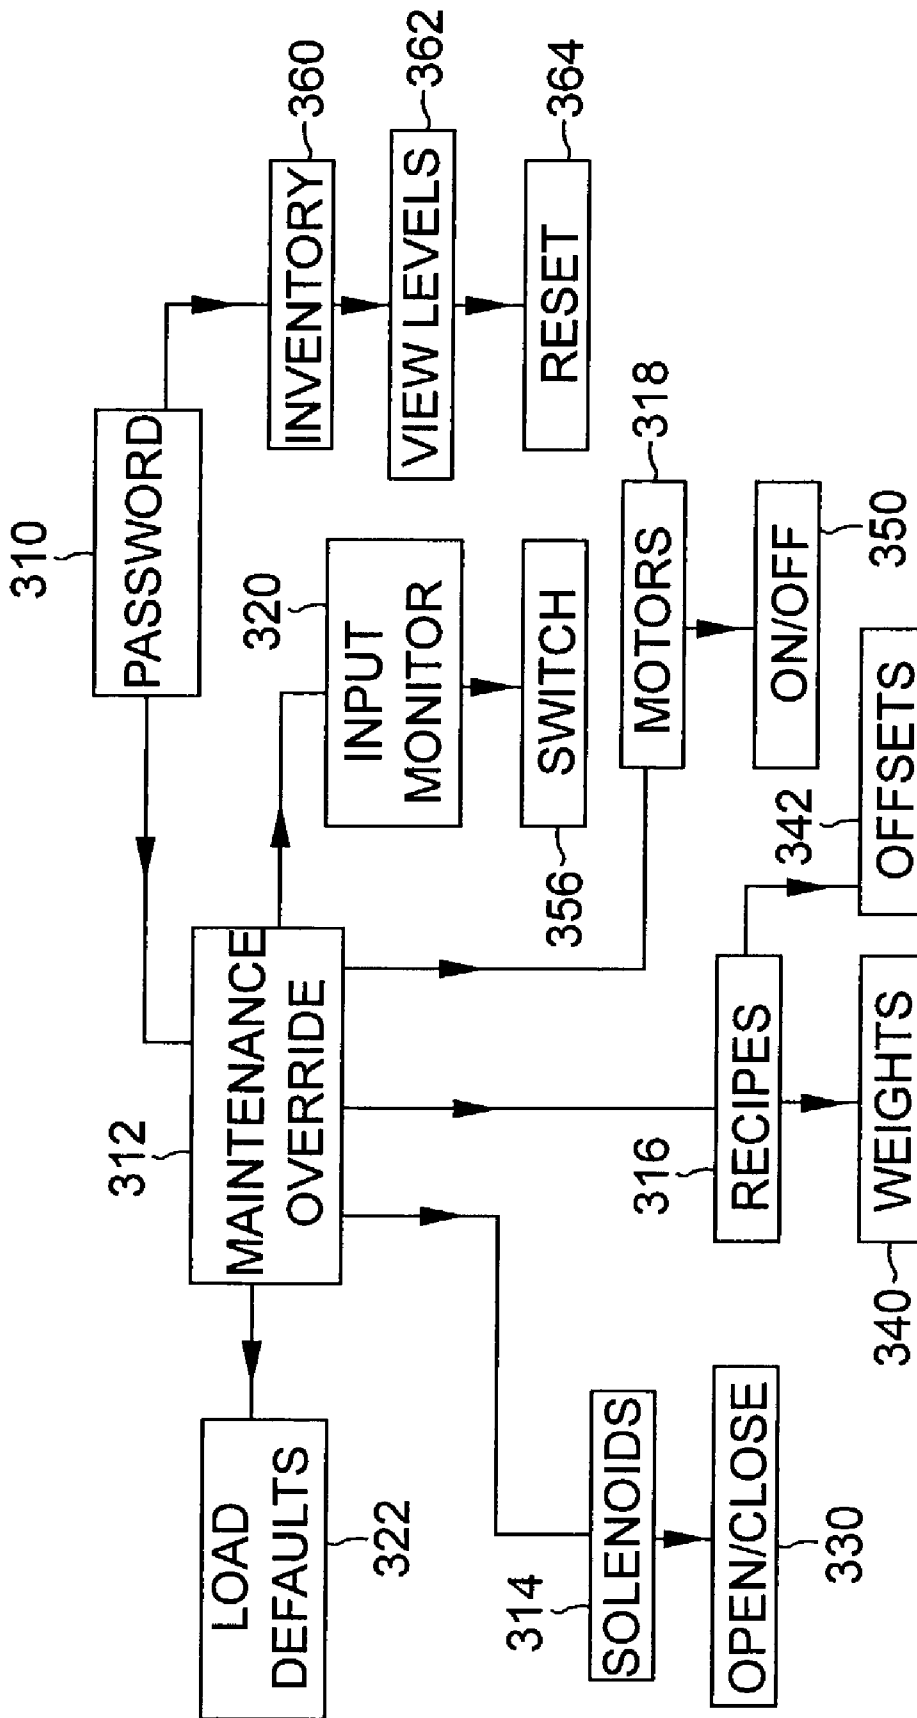 310
PASSWORD
312
MAINTENANCE
OVERRIDE
320
INPUT
MONITOR
INVENTORY
360
VIEW LEVELS
362
RESET
364
LOAD
DEFAULTS
322
356
SWITCH
MOTORS
318
ON/OFF
350
314
SOLENOIDS
OPEN/CLOSE
330
316
RECIPES
340
WEIGHTS
342
OFFSETS